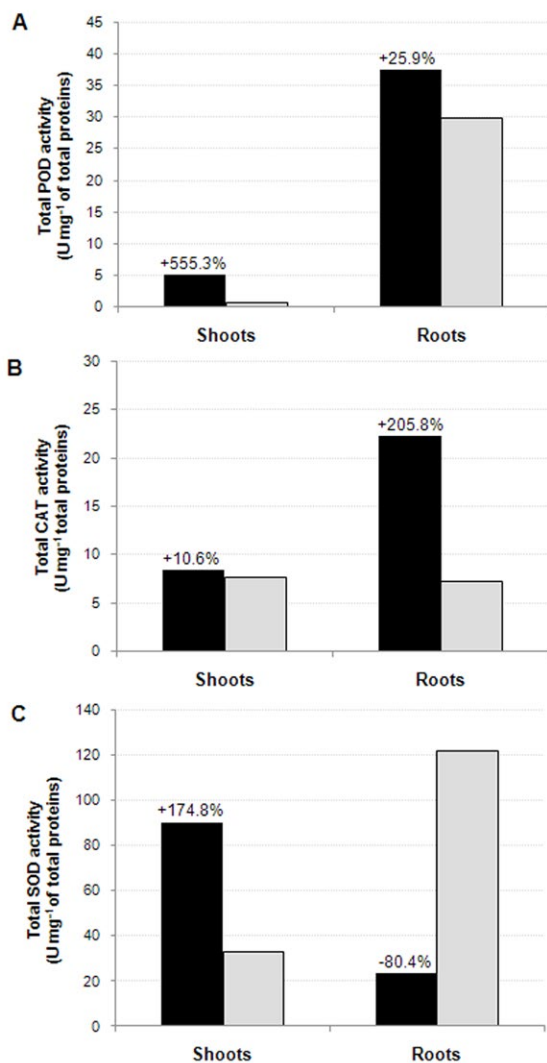 A
Total POD activity
(U mg⁻¹ of total proteins)
45
40
35
30
25
20
15
10
5
0
+555.3%
+25.9%
Shoots
Roots
B
Total CAT activity
(U mg⁻¹ total proteins)
30
25
20
15
10
5
0
+10.6%
+205.8%
Shoots
Roots
C
Total SOD activity
(U mg⁻¹ of total proteins)
140
120
100
80
60
40
20
0
+174.8%
-80.4%
Shoots
Roots